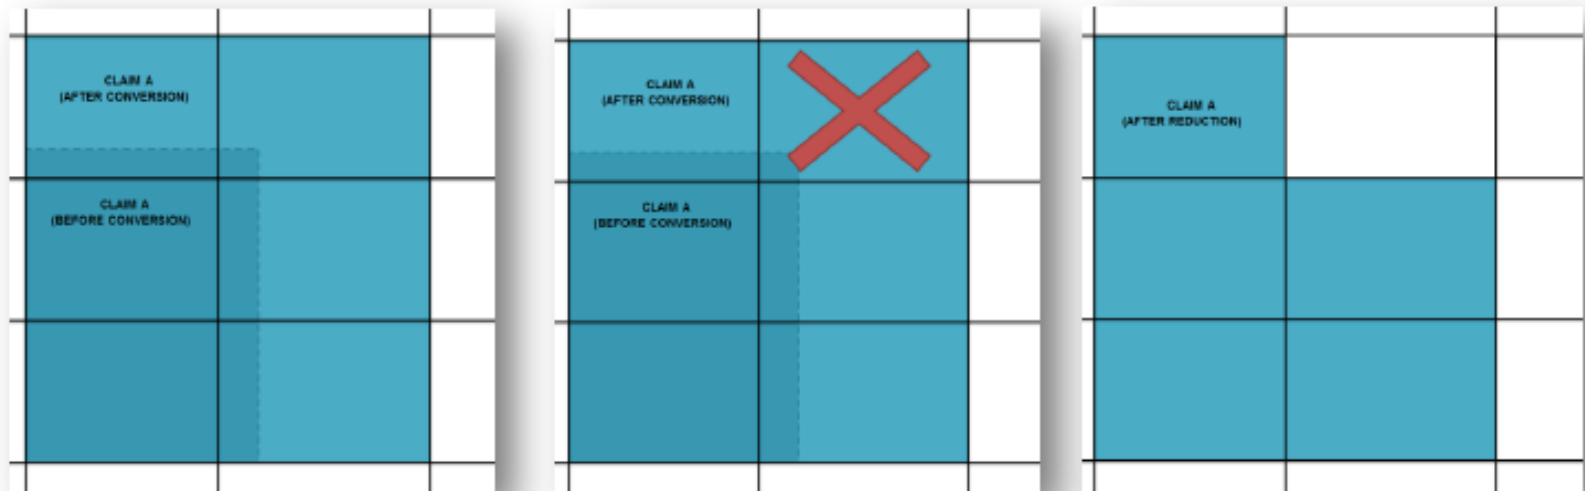 CLAIM A
(AFTER CONVERSION)
CLAIM A
(BEFORE CONVERSION)
CLAIM A
(AFTER CONVERSION)
CLAIM A
(BEFORE CONVERSION)
CLAIM A
(AFTER REDUCTION)